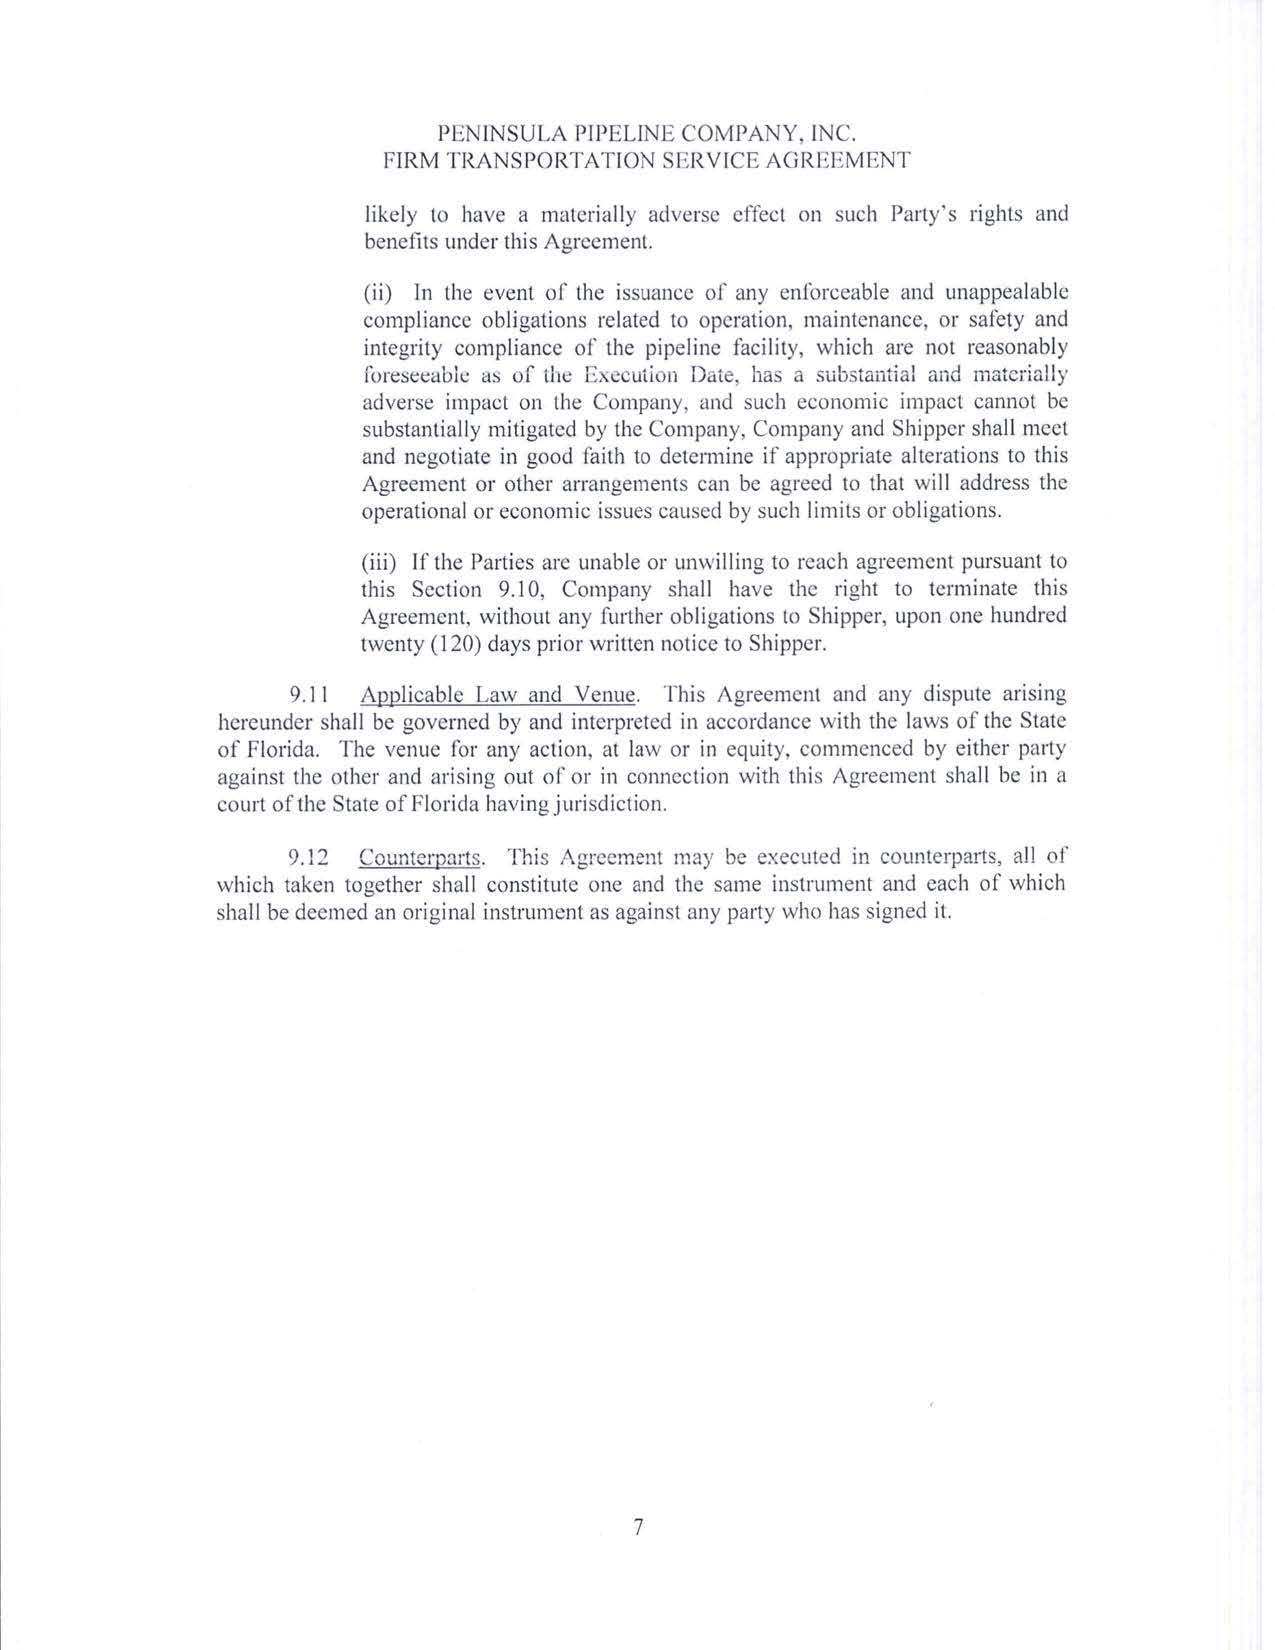 PENINSULA PIPELINE COMPANY, INC.
FIRM TRANSPORTATION SERVICE AGREEMENT
likely to have a materially adverse effect on such Party's rights and
benefits under this Agreement.
(ii) In the event of the issuance of any enforceable and unappealable
compliance obligations related to operation, maintenance, or safety and
integrity compliance of the pipeline facility, which are not reasonably
foreseeable as of the Execution Date, has a substantial and materially
adverse impact on the Company, and such economic impact cannot be
substantially mitigated by the Company, Company and Shipper shall meet
and negotiate in good faith to determine if appropriate alterations to this
Agreement or other arrangements can be agreed to that will address the
operational or economic issues caused by such limits or obligations.
(iii) If the Parties are unable or unwilling to reach agreement pursuant to
this Section 9.10, Company shall have the right to terminate this
Agreement, without any further obligations to Shipper, upon one hundred
twenty (120) days prior written notice to Shipper.
9.11 Applicable Law and Venue. This Agreement and any dispute arising
hereunder shall be governed by and interpreted in accordance with the laws of the State
of Florida. The venue for any action, at law or in equity, commenced by either party
against the other and arising out of or in connection with this Agreement shall be in a
court of the State of Florida having jurisdiction.
9.12 Counterparts. This Agreement may be executed in counterparts, all of
which taken together shall constitute one and the same instrument and each of which
shall be deemed an original instrument as against any party who has signed it.
7